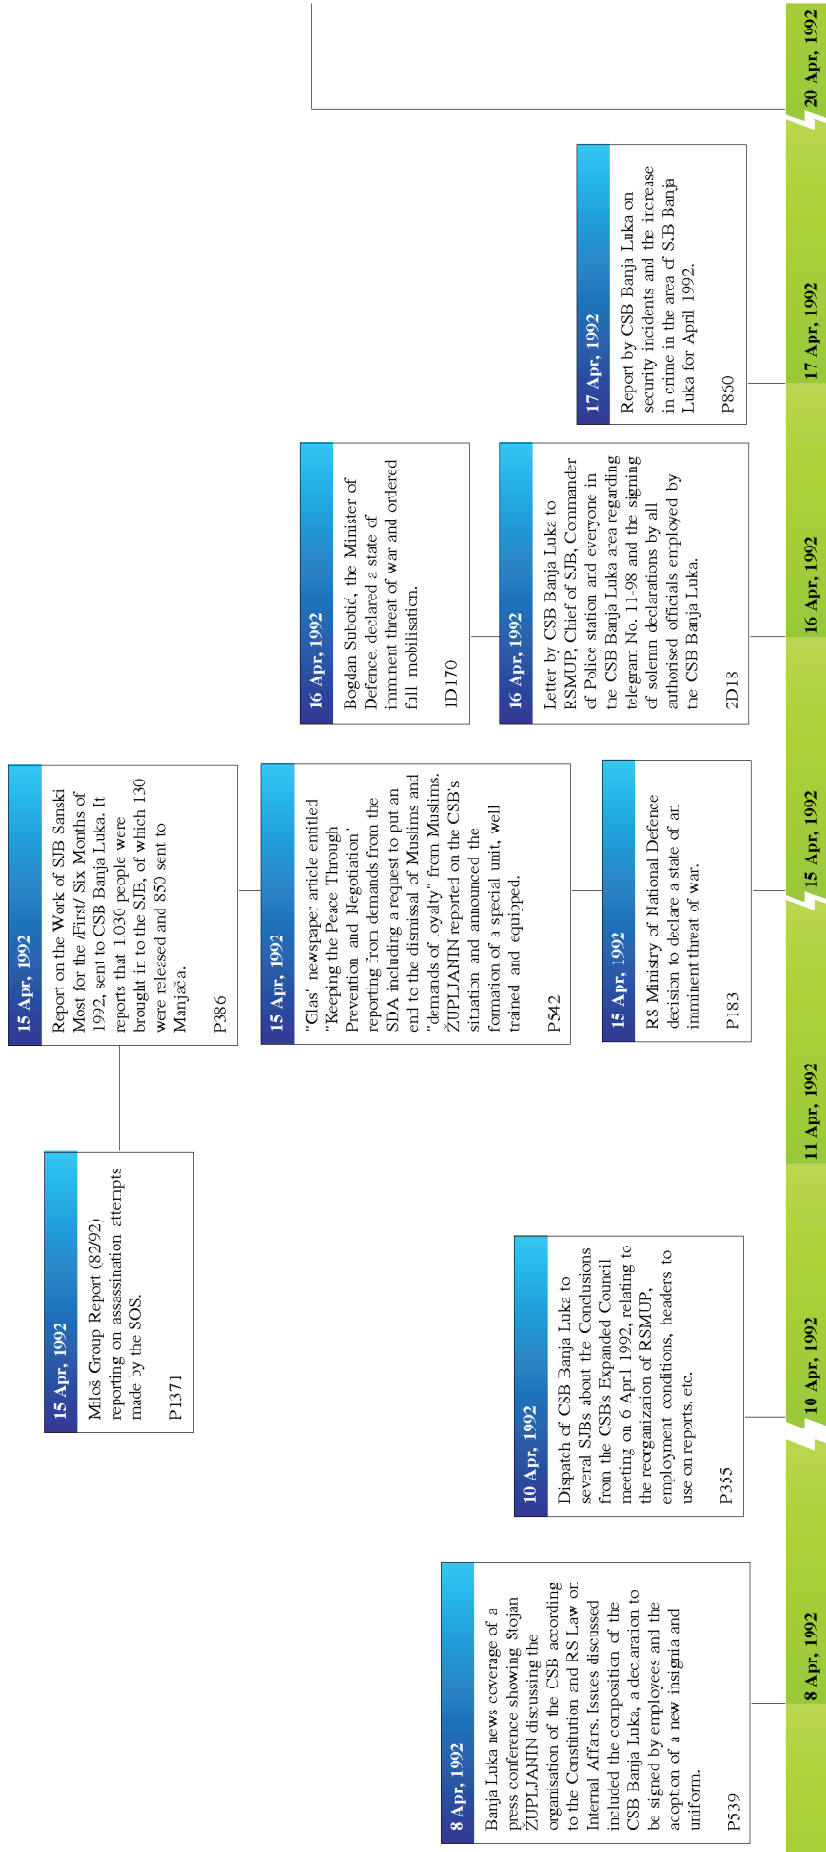 8 Apr, 1992
Banja Luka news coverage of a
press conference showing Stojan
ŽUPLJANIN discussing the
organisation of the CSB according
to the Constitution and RS Law on
Internal Affairs. Issues discussed
included the composition of the
CSB Banja Luka, a declaration to
be signed by employees and the
adoption of a new insignia and
uniform.
P539
10 Apr, 1992
Dispatch of CSB Banja Luka to
several SJBs about the Conclusions
from the CSBs Expanded Council
meeting on 6 April 1992, relating to
the reorganizaion of RSMUP,
employment conditions, headers to
use on reports, etc.
P355
15 Apr, 1992
Miloš Group Report (82/92)
reporting on assassination attempts
made by the SOS.
P1371
15 Apr, 1992
Report on the Work of SJB Sanski
Most for the /First/ Six Months of
1992, sent to CSB Banja Luka. It
reports that 1.030 people were
brought in to the SJB, of which 130
were released and 850 sent to
Manjača.
P386
15 Apr, 1992
"Glas" newspaper article entitled
"Keeping the Peace Through
Prevention and Negotiation"
reporting from demands from the
SDA including a request to put an
end to the dismissal of Muslims and
"demands of loyalty" from Muslims.
ŽUPLJANIN reported on the CSB's
situation and announced the
formation of a special unit, well
trained and equipped.
P542
15 Apr, 1992
RS Ministry of National Defence
decision to declare a state of an
imminent threat of war.
P183
16 Apr, 1992
Bogdan Subotić, the Minister of
Defence, declared a state of
imminent threat of war and ordered
full mobilisation.
1D170
16 Apr, 1992
Letter by CSB Banja Luka to
RSMUP, Chief of SJB, Commander
of Police station and everyone in
the CSB Banja Luka area regarding
telegram No. 11-98 and the signing
of solemn declarations by all
authorised officials employed by
the CSB Banja Luka.
2D18
17 Apr, 1992
Report by CSB Banja Luka on
security incidents and the increase
in crime in the area of SJB Banja
Luka for April 1992.
P860
8 Apr, 1992
10 Apr, 1992
11 Apr, 1992
15 Apr, 1992
16 Apr, 1992
17 Apr, 1992
20 Apr, 1992